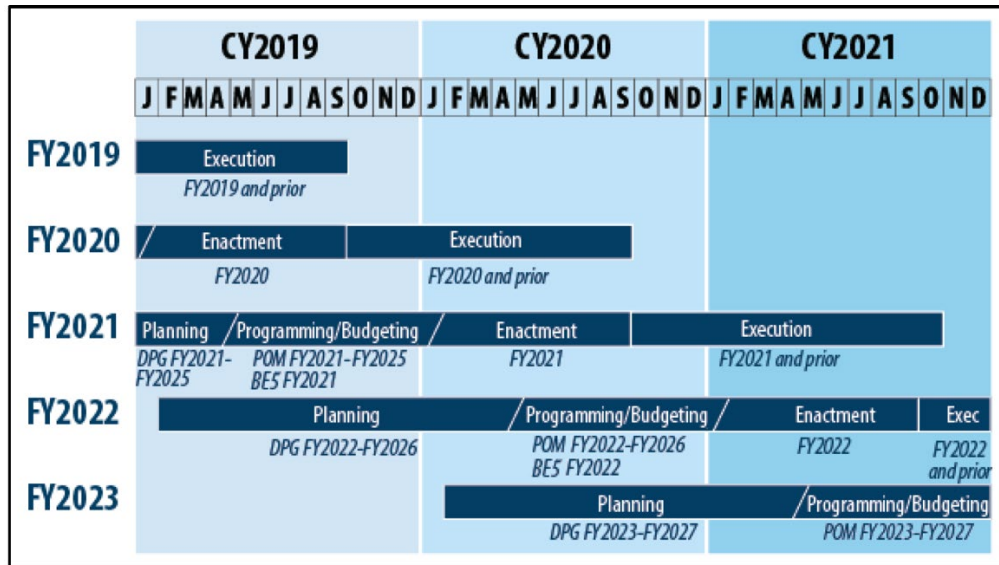 CY2019 CY2020 CY2021
J F M A M J J A S O N D J F M A M J J A S O N D J F M A M J J A S O N D
FY2019 Execution
FY2019 and prior
FY2020 Enactment Execution
FY2020 FY2020 and prior
FY2021 Planning Programming/Budgeting Enactment Execution
DPG FY2021- POM FY2021-FY2025 FY2021 FY2021 and prior
FY2025 BES FY2021
FY2022 Planning Programming/Budgeting Enactment Exec
DPG FY2022-FY2026 POM FY2022-FY2026 FY2022 FY2022
BES FY2022 and prior
FY2023 Planning Programming/Budgeting
DPG FY2023-FY2027 POM FY2023-FY2027